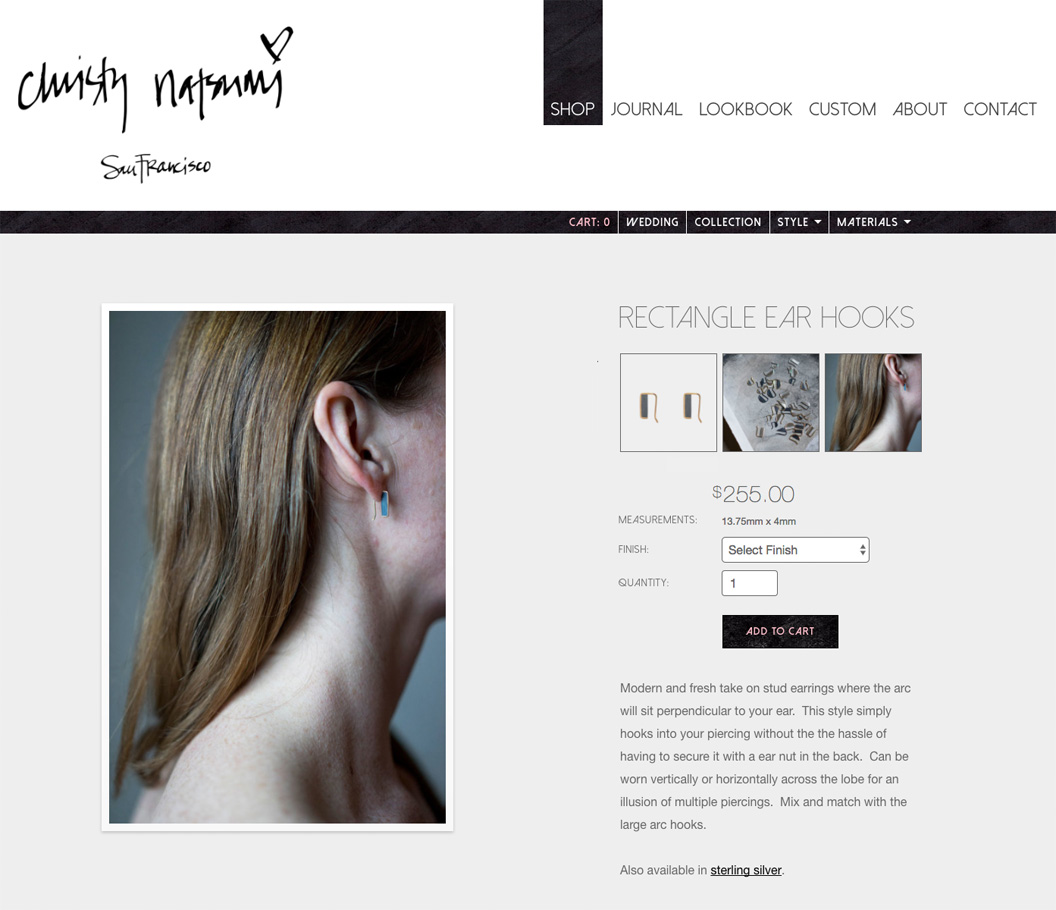 christy natsumi
San Francisco
SHOP JOURNAL LOOKBOOK CUSTOM ABOUT CONTACT
CART: 0 WEDDING COLLECTION STYLE MATERIALS
RECTANGLE EAR HOOKS
$255.00
MEASUREMENTS: 13.75mm x 4mm
FINISH: Select Finish
QUANTITY: 1
ADD TO CART
Modern and fresh take on stud earrings where the arc
will sit perpendicular to your ear.  This style simply
hooks into your piercing without the the hassle of
having to secure it with a ear nut in the back.  Can be
worn vertically or horizontally across the lobe for an
illusion of multiple piercings.  Mix and match with the
large arc hooks.
Also available in sterling silver.